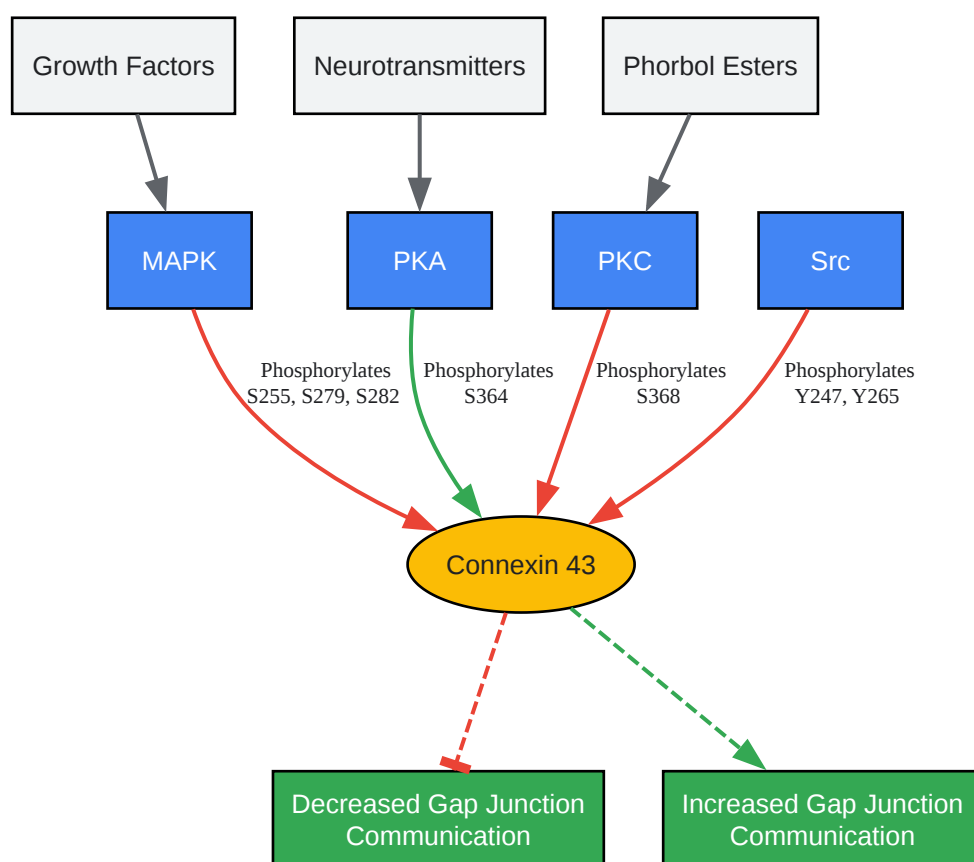 Growth Factors
Neurotransmitters
Phorbol Esters
MAPK
PKA
PKC
Src
Phosphorylates
S255, S279, S282
Phosphorylates
S364
Phosphorylates
S368
Phosphorylates
Y247, Y265
Connexin 43
Decreased Gap Junction
Communication
Increased Gap Junction
Communication